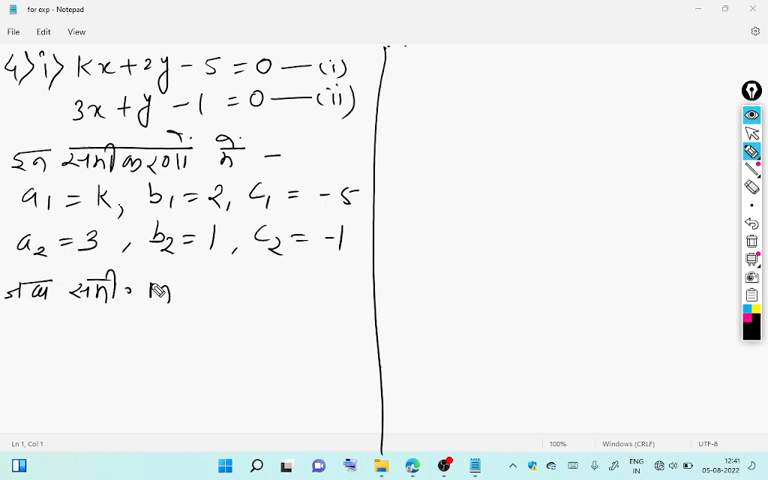 for exp - Notepad
File Edit View
4>i> kx + 2y - 5 = 0 — (i)
3x + y - 1 = 0 — (ii)
इन समीकरणों में -
a₁ = k, b₁ = 2, c₁ = -5
a₂ = 3, b₂ = 1, c₂ = -1
समी०
Ln 1, Col 1 100% Windows (CRLF) UTF-8
ENG
IN
12:41
05-08-2022